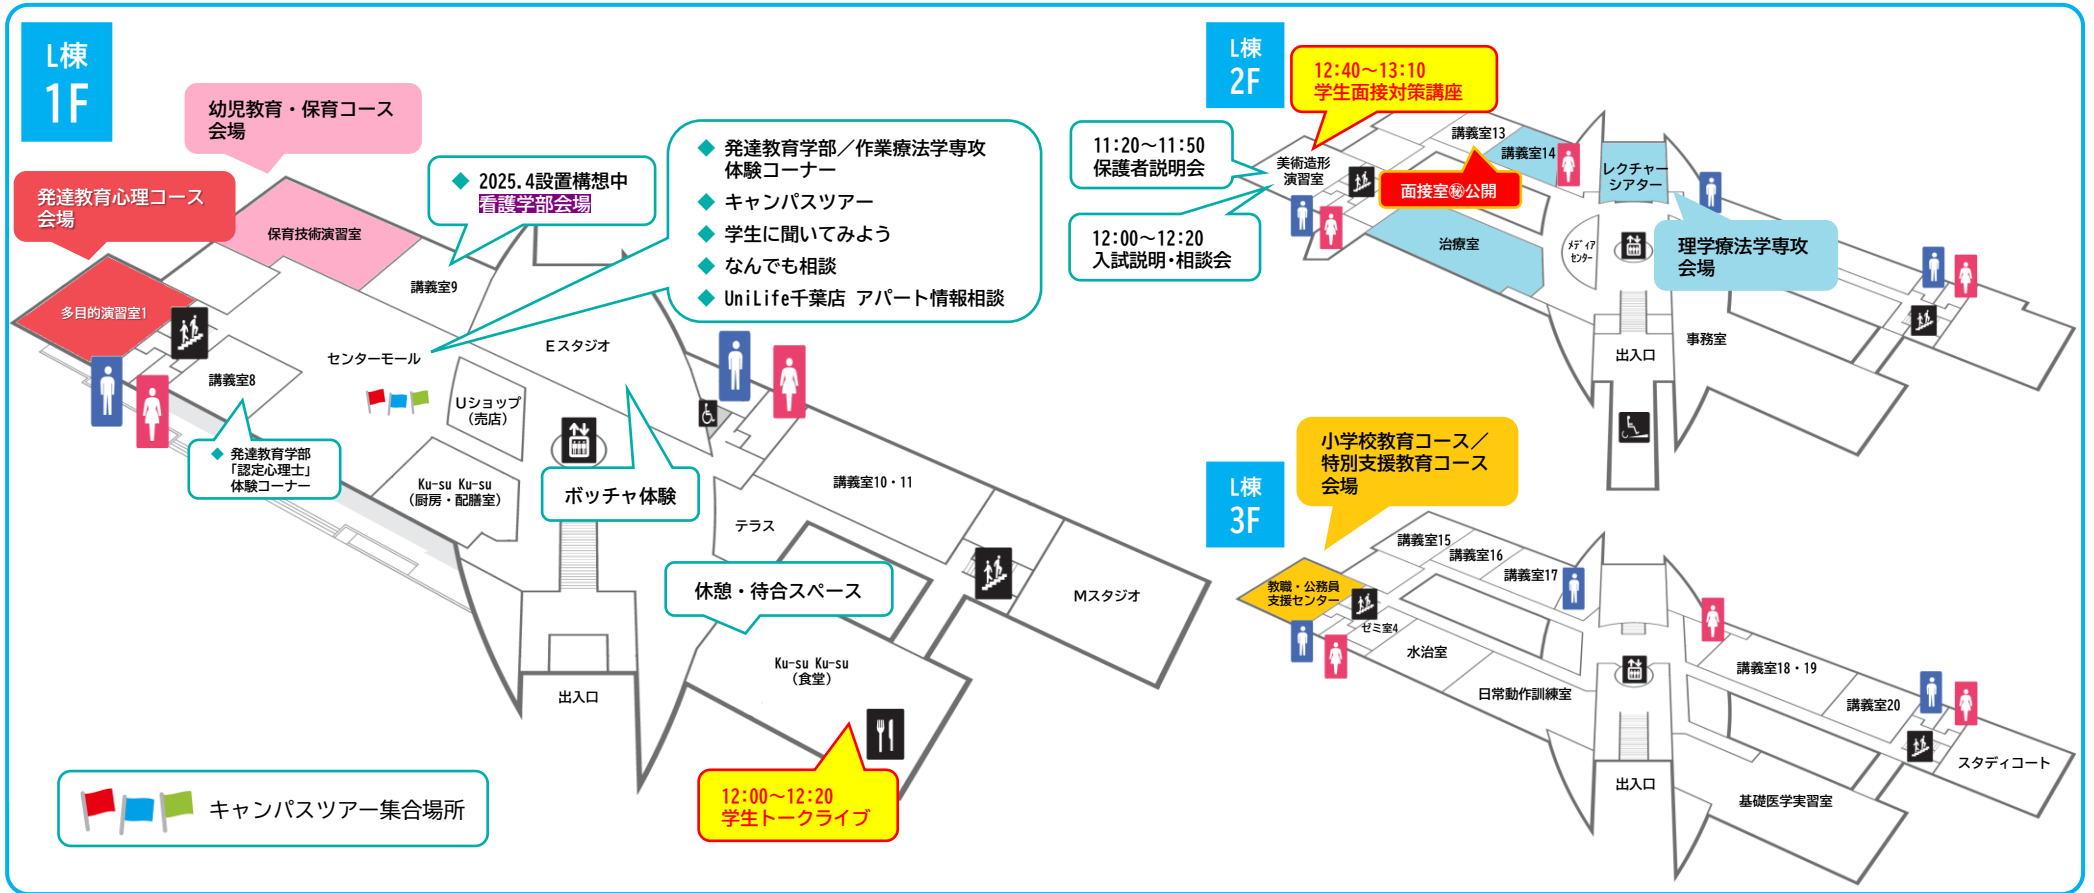 L棟
1F
幼児教育・保育コース
会場
発達教育心理コース
会場
◆ 2025.4設置構想中
看護学部会場
◆ 発達教育学部／作業療法学専攻
体験コーナー
◆ キャンパスツアー
◆ 学生に聞いてみよう
◆ なんでも相談
◆ UniLife千葉店 アパート情報相談
保育技術演習室
講義室9
多目的演習室1
講義室8
センターモール
Eスタジオ
Uショップ
（売店）
◆ 発達教育学部
「認定心理士」
体験コーナー
Ku-su Ku-su
（厨房・配膳室）
ボッチャ体験
講義室10・11
テラス
休憩・待合スペース
Mスタジオ
Ku-su Ku-su
（食堂）
出入口
12:00～12:20
学生トークライブ
キャンパスツアー集合場所
L棟
2F
12:40～13:10
学生面接対策講座
11:20～11:50
保護者説明会
12:00～12:20
入試説明・相談会
美術造形
演習室
講義室13
講義室14
面接室㊙公開
レクチャー
シアター
治療室
メディア
センター
理学療法学専攻
会場
事務室
出入口
L棟
3F
小学校教育コース／
特別支援教育コース
会場
講義室15
講義室16
講義室17
教職・公務員
支援センター
ゼミ室4
水治室
日常動作訓練室
講義室18・19
講義室20
スタディコート
出入口
基礎医学実習室